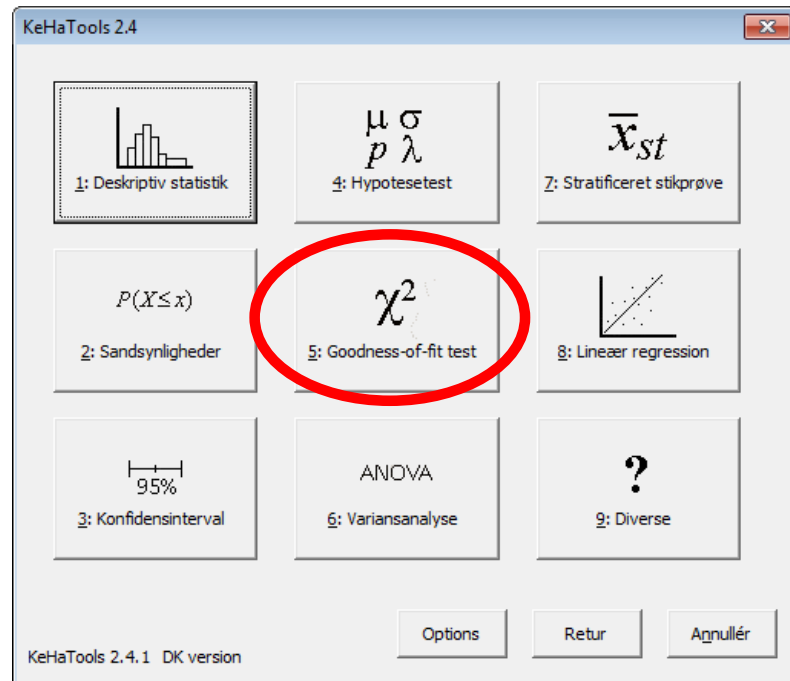 KeHaTools 2.4
1: Deskriptiv statistik
μ σ
p λ
4: Hypotesetest
x̅st
7: Stratificeret stikprøve
P(X≤x)
2: Sandsynligheder
χ²
5: Goodness-of-fit test
8: Lineær regression
95%
3: Konfidensinterval
ANOVA
6: Variansanalyse
?
9: Diverse
Options
Retur
Annullér
KeHaTools 2.4.1 DK version